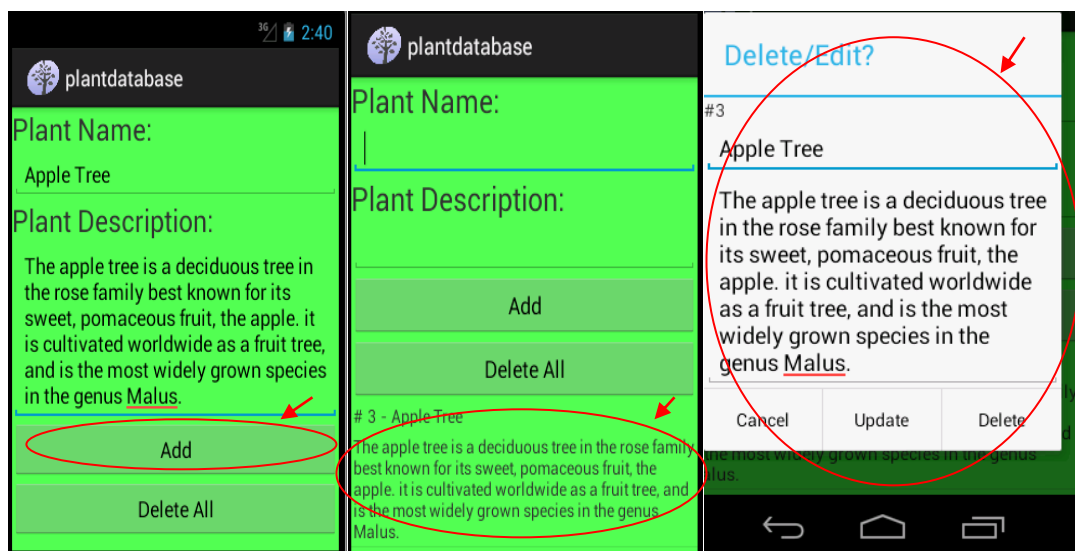 3G 2:40
plantdatabase
Plant Name:
Apple Tree
Plant Description:
The apple tree is a deciduous tree in
the rose family best known for its
sweet, pomaceous fruit, the apple. it
is cultivated worldwide as a fruit tree,
and is the most widely grown species
in the genus Malus.
Add
Delete All
plantdatabase
Plant Name:
Plant Description:
Add
Delete All
# 3 - Apple Tree
The apple tree is a deciduous tree in the rose family
best known for its sweet, pomaceous fruit, the
apple. it is cultivated worldwide as a fruit tree, and
is the most widely grown species in the genus
Malus.
Delete/Edit?
#3
Apple Tree
The apple tree is a deciduous tree
in the rose family best known for
its sweet, pomaceous fruit, the
apple. it is cultivated worldwide
as a fruit tree, and is the most
widely grown species in the
genus Malus.
Cancel Update Delete
the most widely grown species in the genus